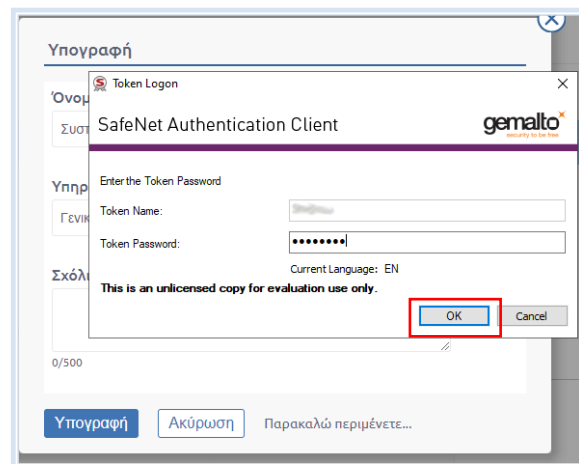 Υπογραφή
Token Logon
Όνομ
SafeNet Authentication Client
gemalto
security to be free
Συστ
Υπηρ
Enter the Token Password
Token Name:
Γενικ
Token Password:
Current Language: EN
Σχόλι
This is an unlicensed copy for evaluation use only.
OK
Cancel
0/500
Υπογραφή
Ακύρωση
Παρακαλώ περιμένετε...